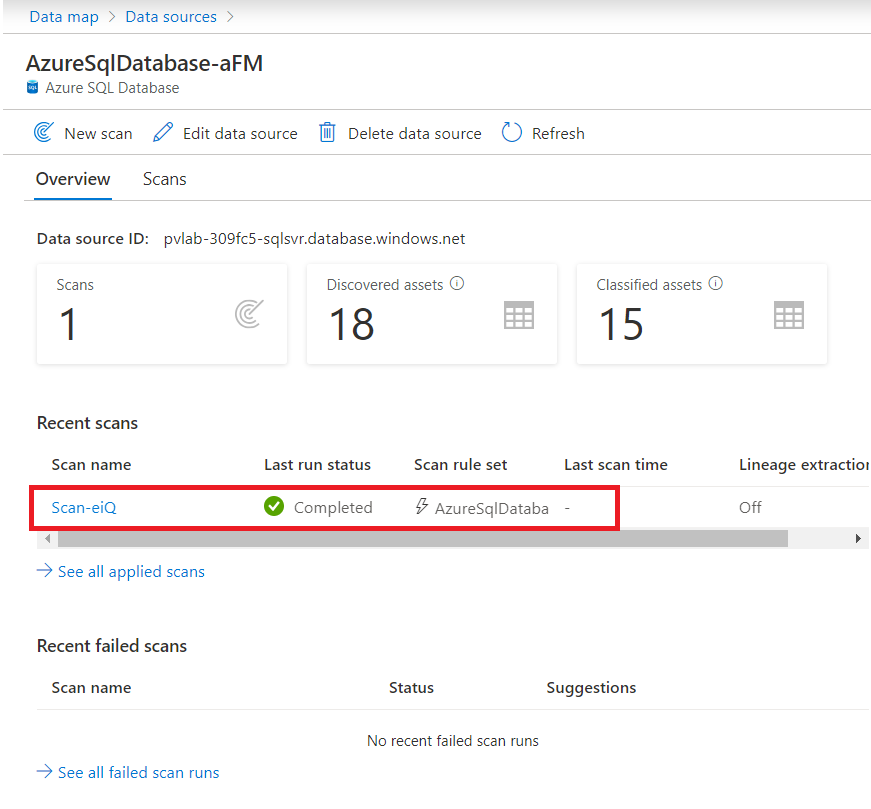 Data map > Data sources >
AzureSqlDatabase-aFM
SQL Azure SQL Database
New scan Edit data source Delete data source Refresh
Overview Scans
Data source ID: pvlab-309fc5-sqlsvr.database.windows.net
Scans Discovered assets Classified assets
1 18 15
Recent scans
Scan name Last run status Scan rule set Last scan time Lineage extraction
Scan-eiQ Completed AzureSqlDataba - Off
→ See all applied scans
Recent failed scans
Scan name Status Suggestions
No recent failed scan runs
→ See all failed scan runs